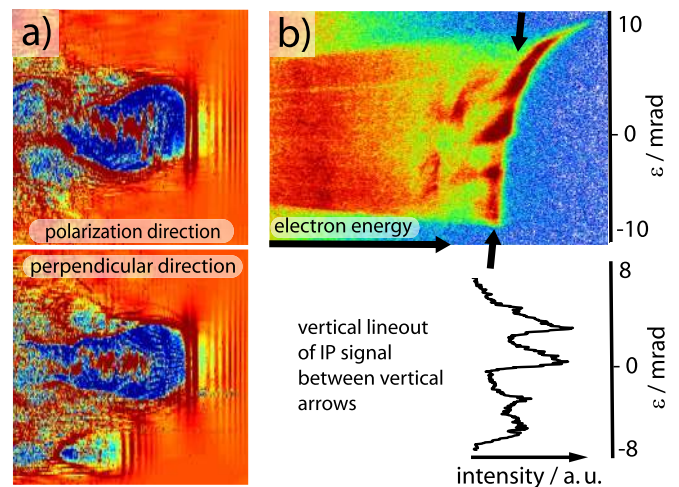 a)
polarization direction
perpendicular direction
b)
electron energy
10
0
-10
ε / mrad
vertical lineout
of IP signal
between vertical
arrows
8
0
-8
ε / mrad
intensity / a. u.